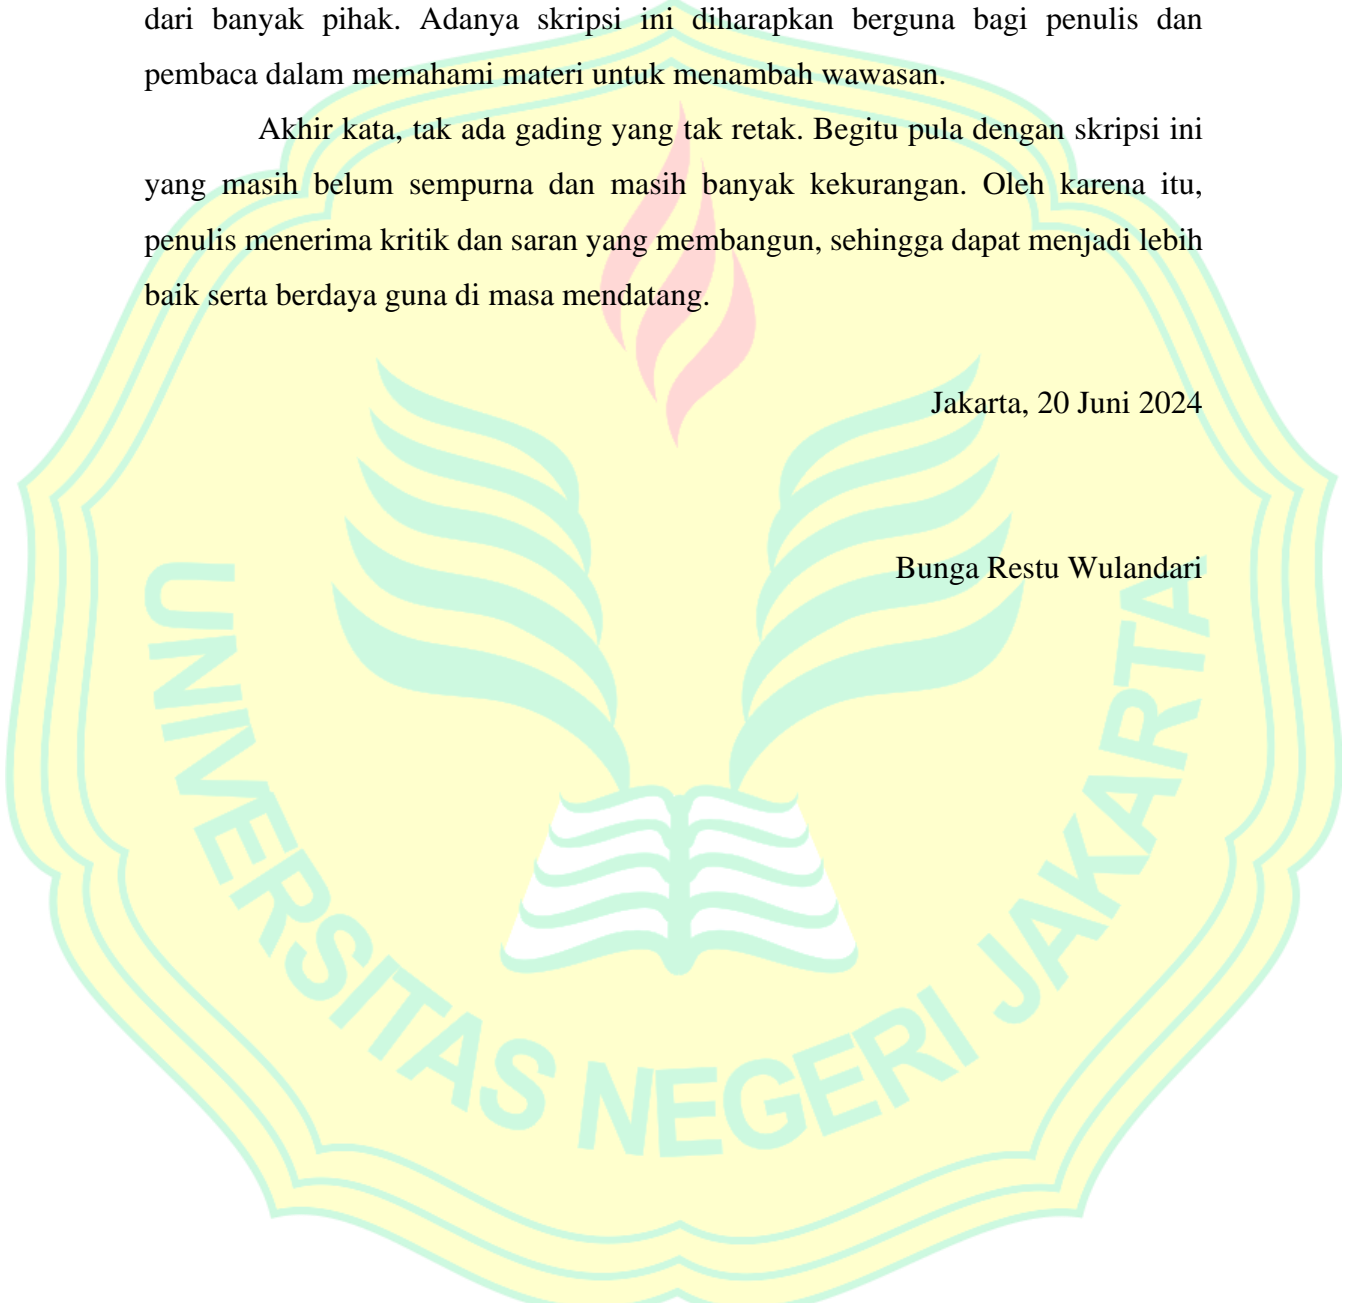 dari banyak pihak. Adanya skripsi ini diharapkan berguna bagi penulis dan
pembaca dalam memahami materi untuk menambah wawasan.
Akhir kata, tak ada gading yang tak retak. Begitu pula dengan skripsi ini
yang masih belum sempurna dan masih banyak kekurangan. Oleh karena itu,
penulis menerima kritik dan saran yang membangun, sehingga dapat menjadi lebih
baik serta berdaya guna di masa mendatang.
Jakarta, 20 Juni 2024
Bunga Restu Wulandari
UNIVERSITAS NEGERI JAKARTA